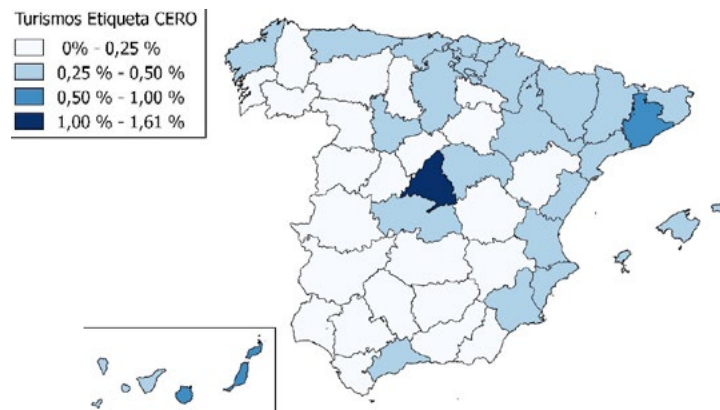 Turismos Etiqueta CERO
0% - 0,25 %
0,25 % - 0,50 %
0,50 % - 1,00 %
1,00 % - 1,61 %